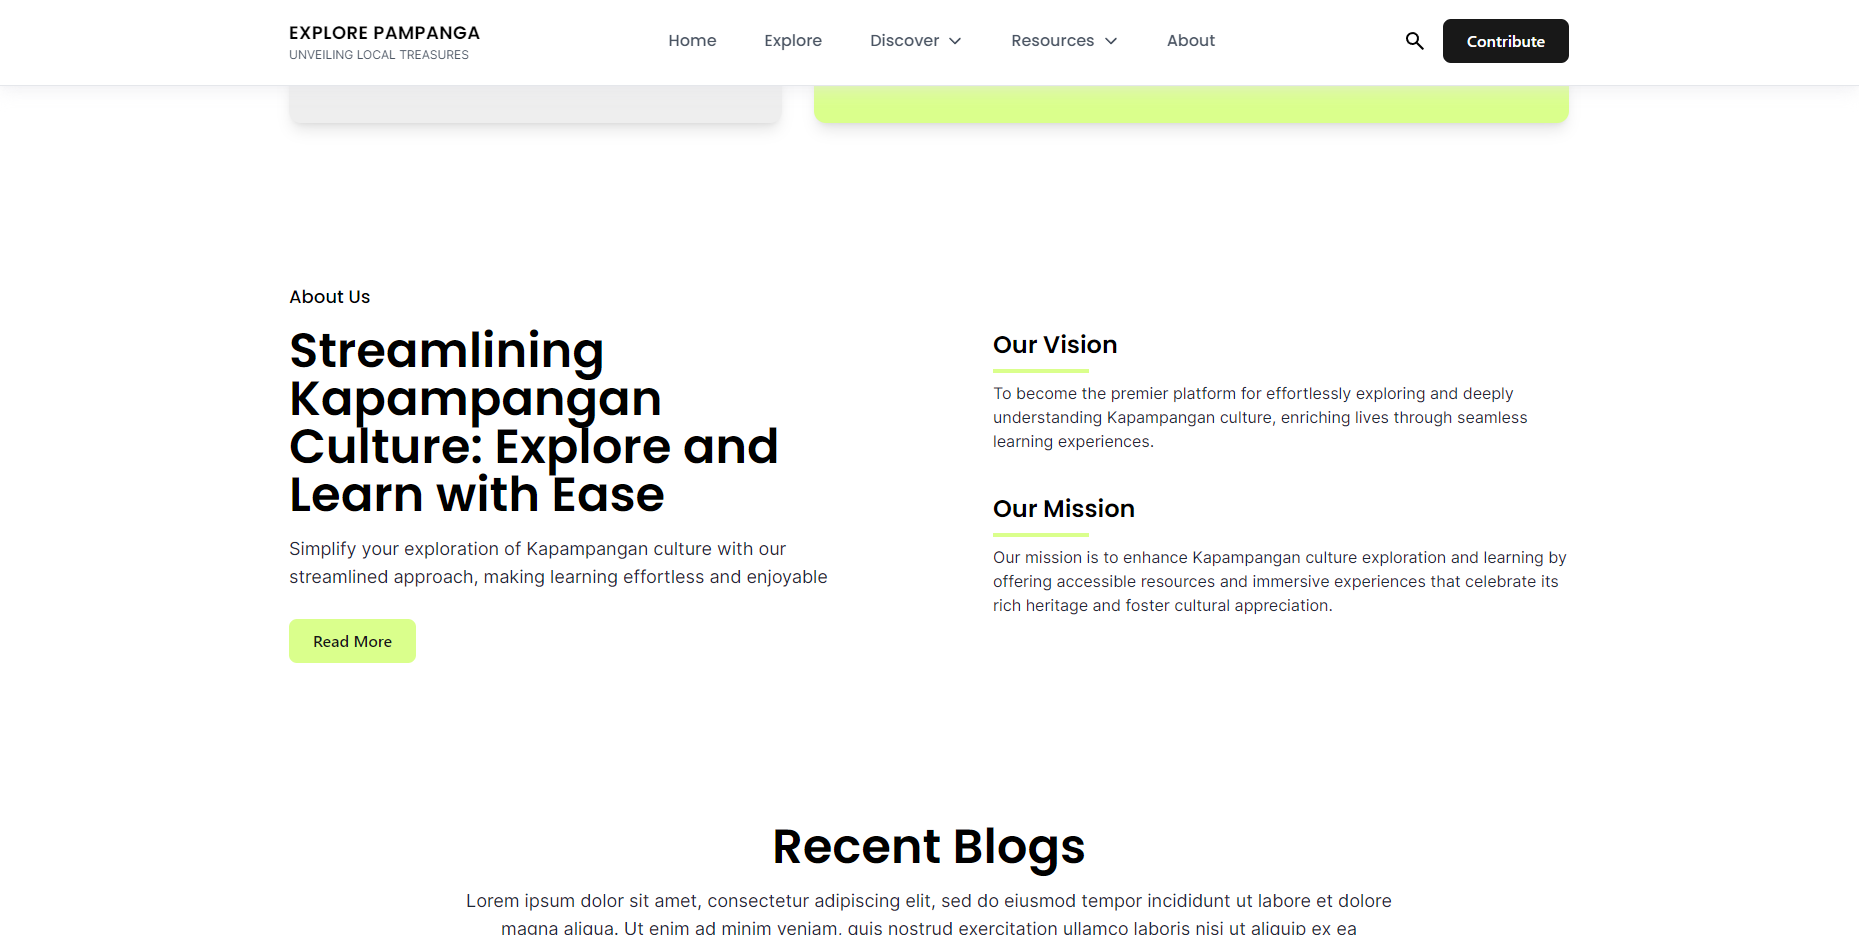 EXPLORE PAMPANGA
UNVEILING LOCAL TREASURES
Home
Explore
Discover
Resources
About
Contribute
About Us
Streamlining
Kapampangan
Culture: Explore and
Learn with Ease
Simplify your exploration of Kapampangan culture with our
streamlined approach, making learning effortless and enjoyable
Read More
Our Vision
To become the premier platform for effortlessly exploring and deeply
understanding Kapampangan culture, enriching lives through seamless
learning experiences.
Our Mission
Our mission is to enhance Kapampangan culture exploration and learning by
offering accessible resources and immersive experiences that celebrate its
rich heritage and foster cultural appreciation.
Recent Blogs
Lorem ipsum dolor sit amet, consectetur adipiscing elit, sed do eiusmod tempor incididunt ut labore et dolore
magna aliqua. Ut enim ad minim veniam, quis nostrud exercitation ullamco laboris nisi ut aliquip ex ea